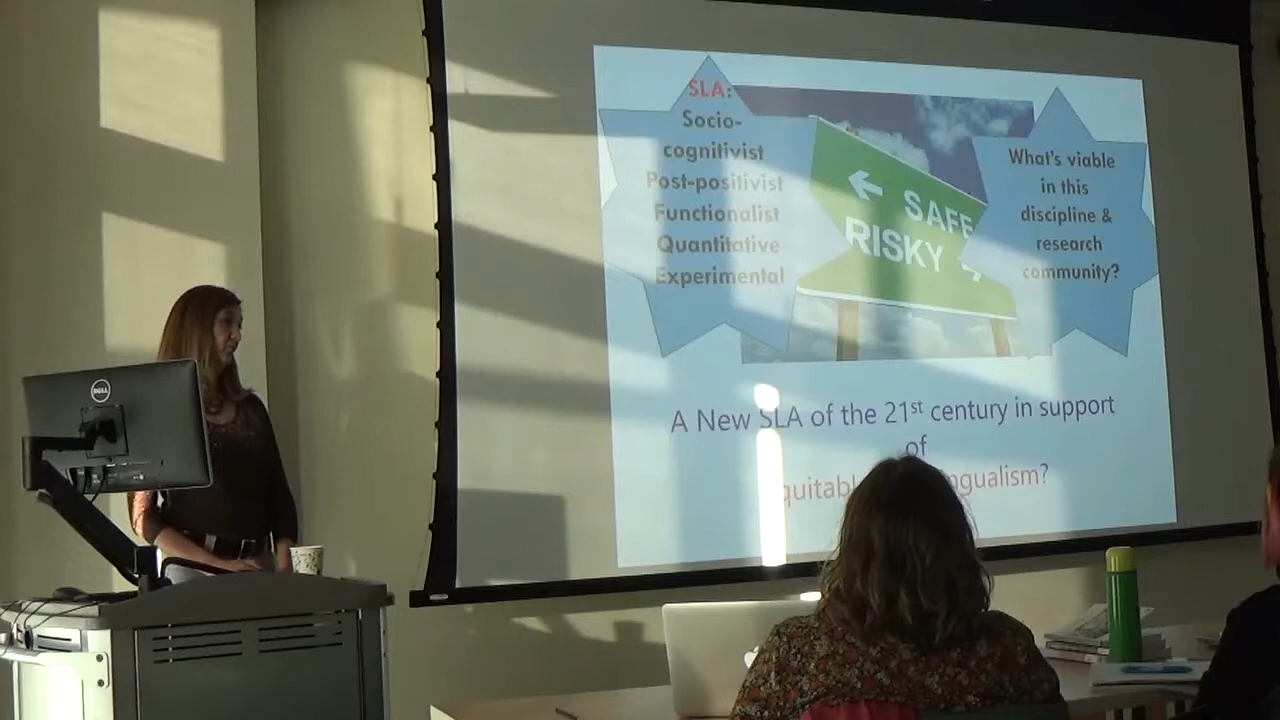 SLA:
Socio-
cognitivist
Post-positivist
Functionalist
Quantitative
Experimental
← SAFE
RISKY
What's viable
in this
discipline &
research
community?
A New SLA of the 21st century in support
of
DELL